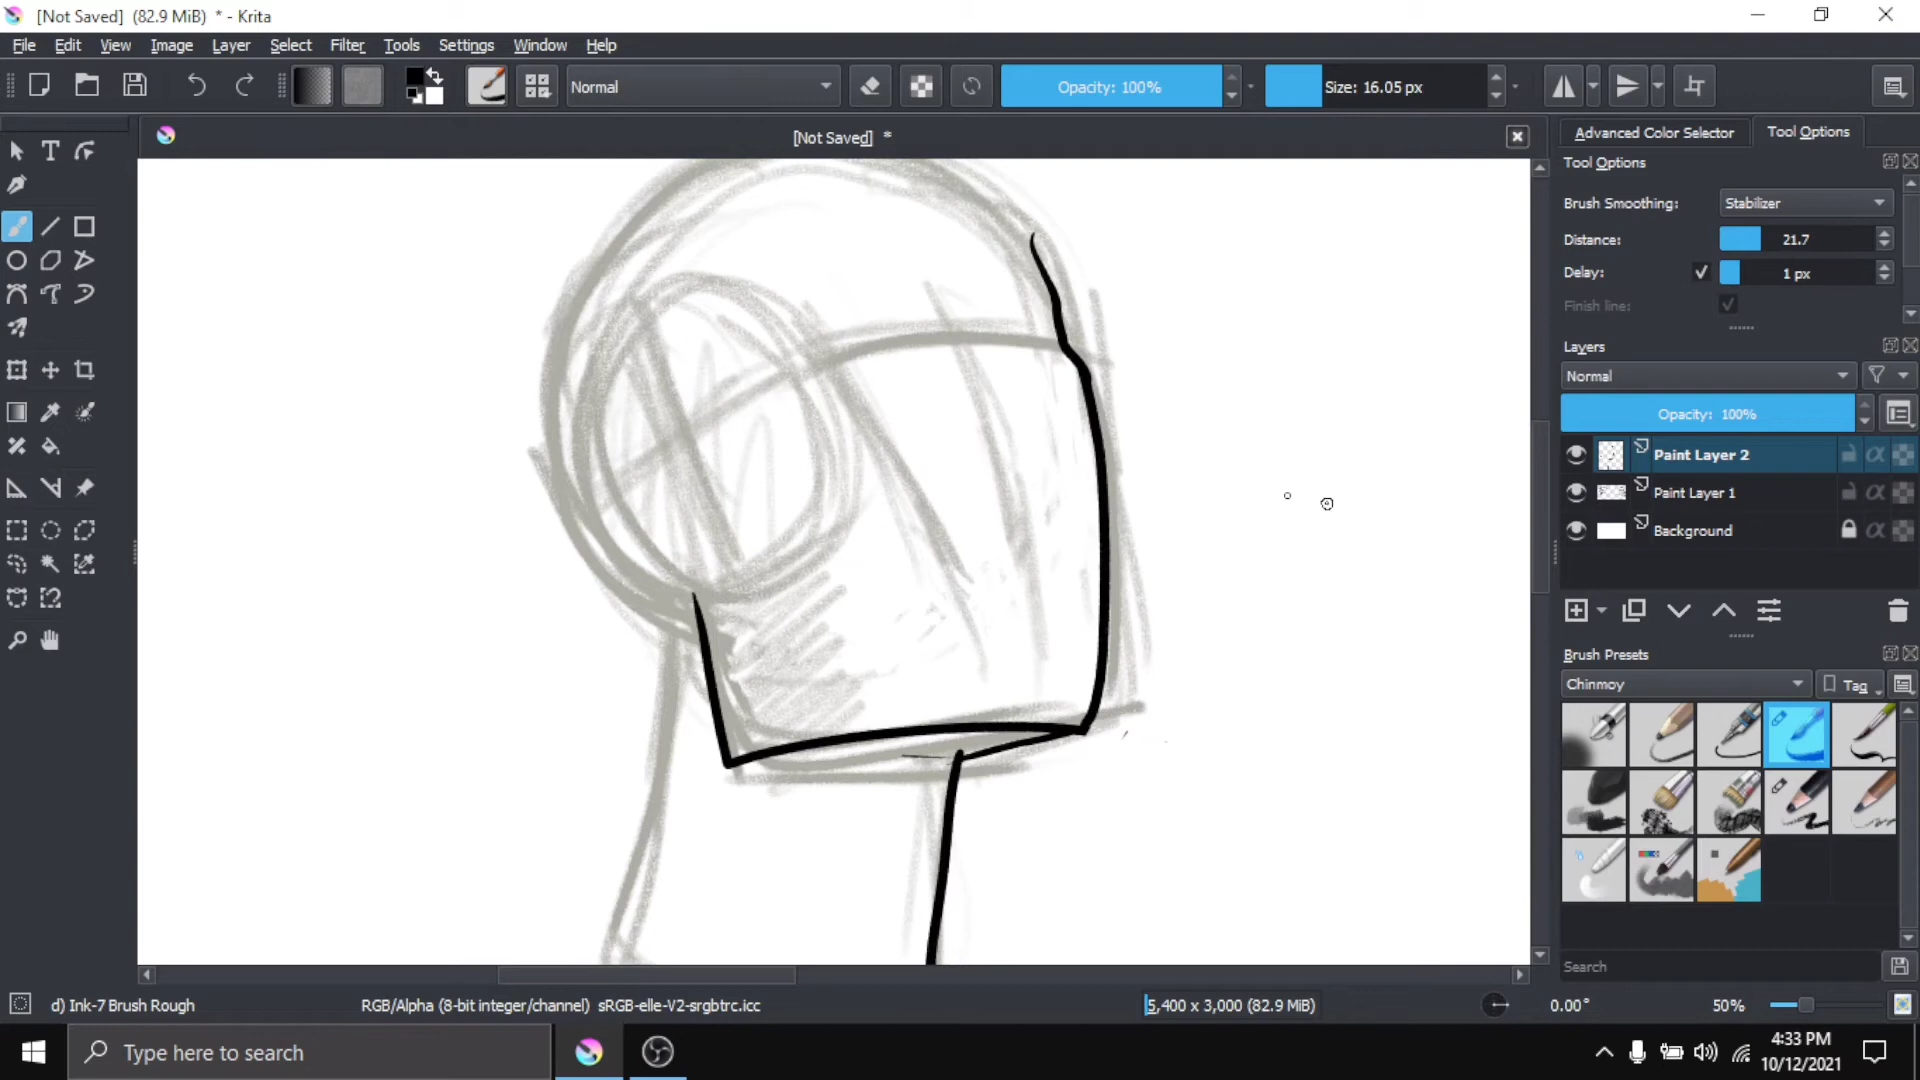 [Not Saved]  (82.9 MiB)  * - Krita
File Edit View Image Layer Select Filter Tools Settings Window Help
Normal
Opacity: 100%
Size: 16.05 px
[Not Saved]  *
Advanced Color Selector
Tool Options
Tool Options
Brush Smoothing:
Stabilizer
Distance:
21.7
Delay:
1 px
Finish line:
Layers
Normal
Opacity:  100%
Paint Layer 2
Paint Layer 1
Background
Brush Presets
Chinmoy
Tag
Search
d) Ink-7 Brush Rough
RGB/Alpha (8-bit integer/channel)  sRGB-elle-V2-srgbtrc.icc
5,400 x 3,000 (82.9 MiB)
0.00°
50%
Type here to search
4:33 PM
10/12/2021